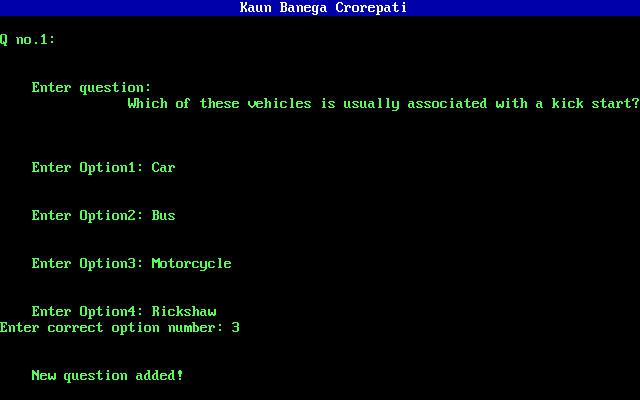 Kaun Banega Crorepati
Q no.1:
Enter question:
Which of these vehicles is usually associated with a kick start?
Enter Option1: Car
Enter Option2: Bus
Enter Option3: Motorcycle
Enter Option4: Rickshaw
Enter correct option number: 3
New question added!